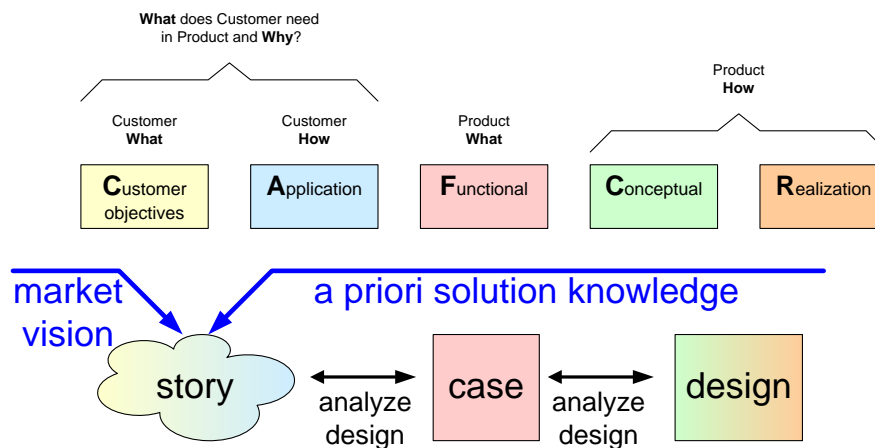 What does Customer need
in Product and Why?
Product
How
Customer
What
Customer
How
Product
What
Customer
objectives
Application
Functional
Conceptual
Realization
market
vision
a priori solution knowledge
story
analyze
design
case
analyze
design
design